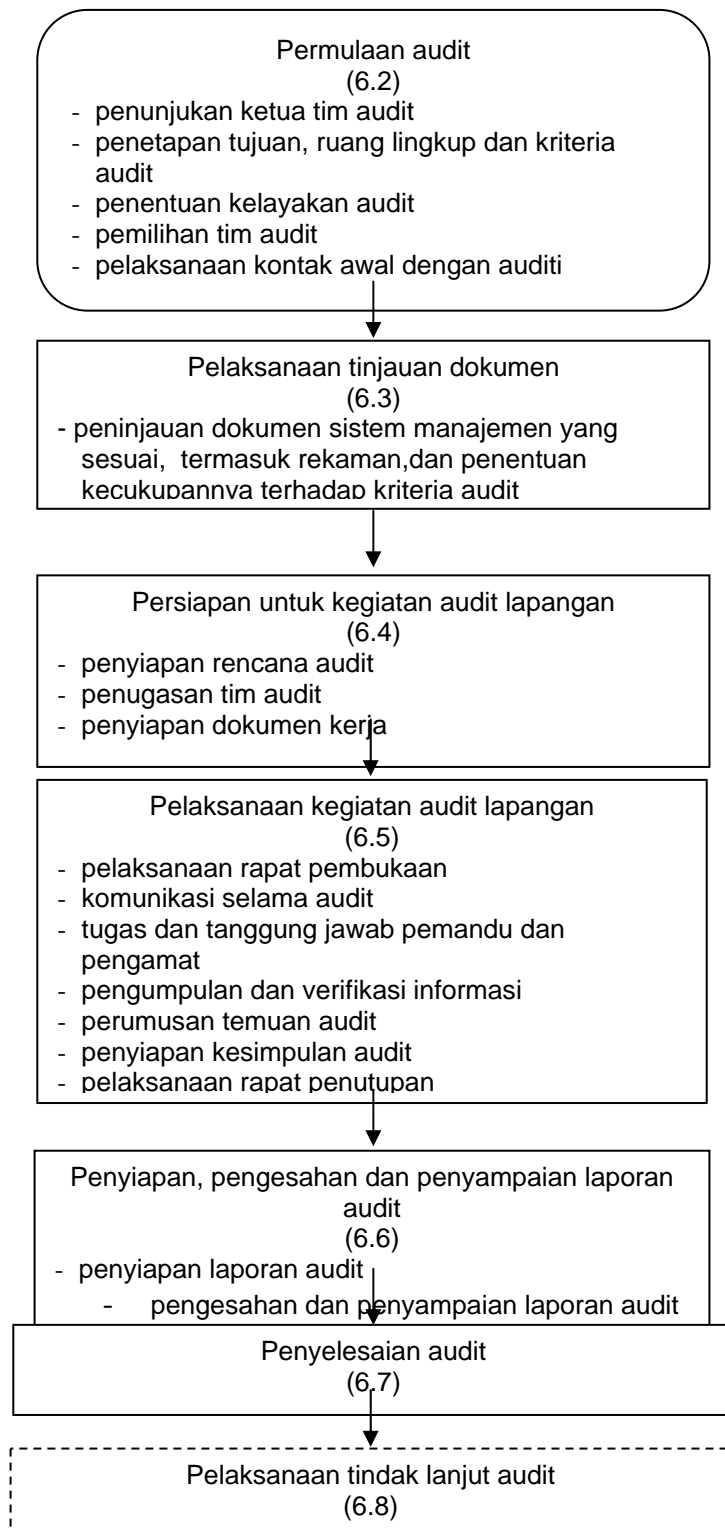 Permulaan audit
(6.2)
- penunjukan ketua tim audit
- penetapan tujuan, ruang lingkup dan kriteria
audit
- penentuan kelayakan audit
- pemilihan tim audit
- pelaksanaan kontak awal dengan auditi
Pelaksanaan tinjauan dokumen
(6.3)
- peninjauan dokumen sistem manajemen yang
sesuai, termasuk rekaman,dan penentuan
kecukupannya terhadap kriteria audit
Persiapan untuk kegiatan audit lapangan
(6.4)
- penyiapan rencana audit
- penugasan tim audit
- penyiapan dokumen kerja
Pelaksanaan kegiatan audit lapangan
(6.5)
- pelaksanaan rapat pembukaan
- komunikasi selama audit
- tugas dan tanggung jawab pemandu dan
pengamat
- pengumpulan dan verifikasi informasi
- perumusan temuan audit
- penyiapan kesimpulan audit
- pelaksanaan rapat penutupan
Penyiapan, pengesahan dan penyampaian laporan
audit
(6.6)
- penyiapan laporan audit
- pengesahan dan penyampaian laporan audit
Penyelesaian audit
(6.7)
Pelaksanaan tindak lanjut audit
(6.8)